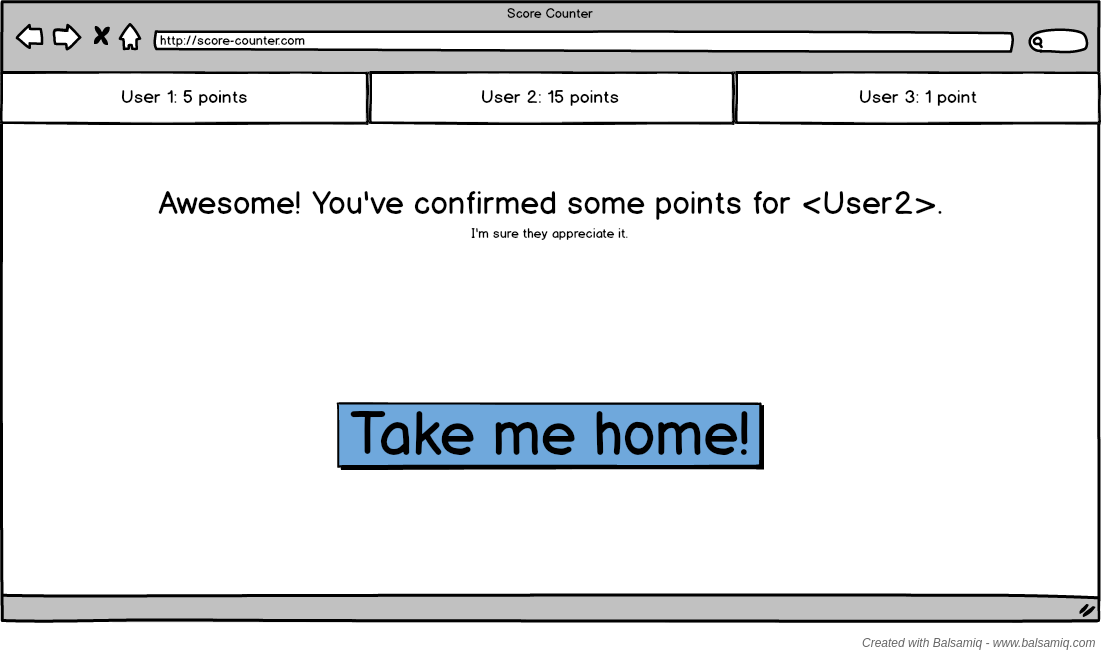 Score Counter
http://score-counter.com
User 1: 5 points
User 2: 15 points
User 3: 1 point
Awesome! You've confirmed some points for <User2>.
I'm sure they appreciate it.
Take me home!
Created with Balsamiq - www.balsamiq.com